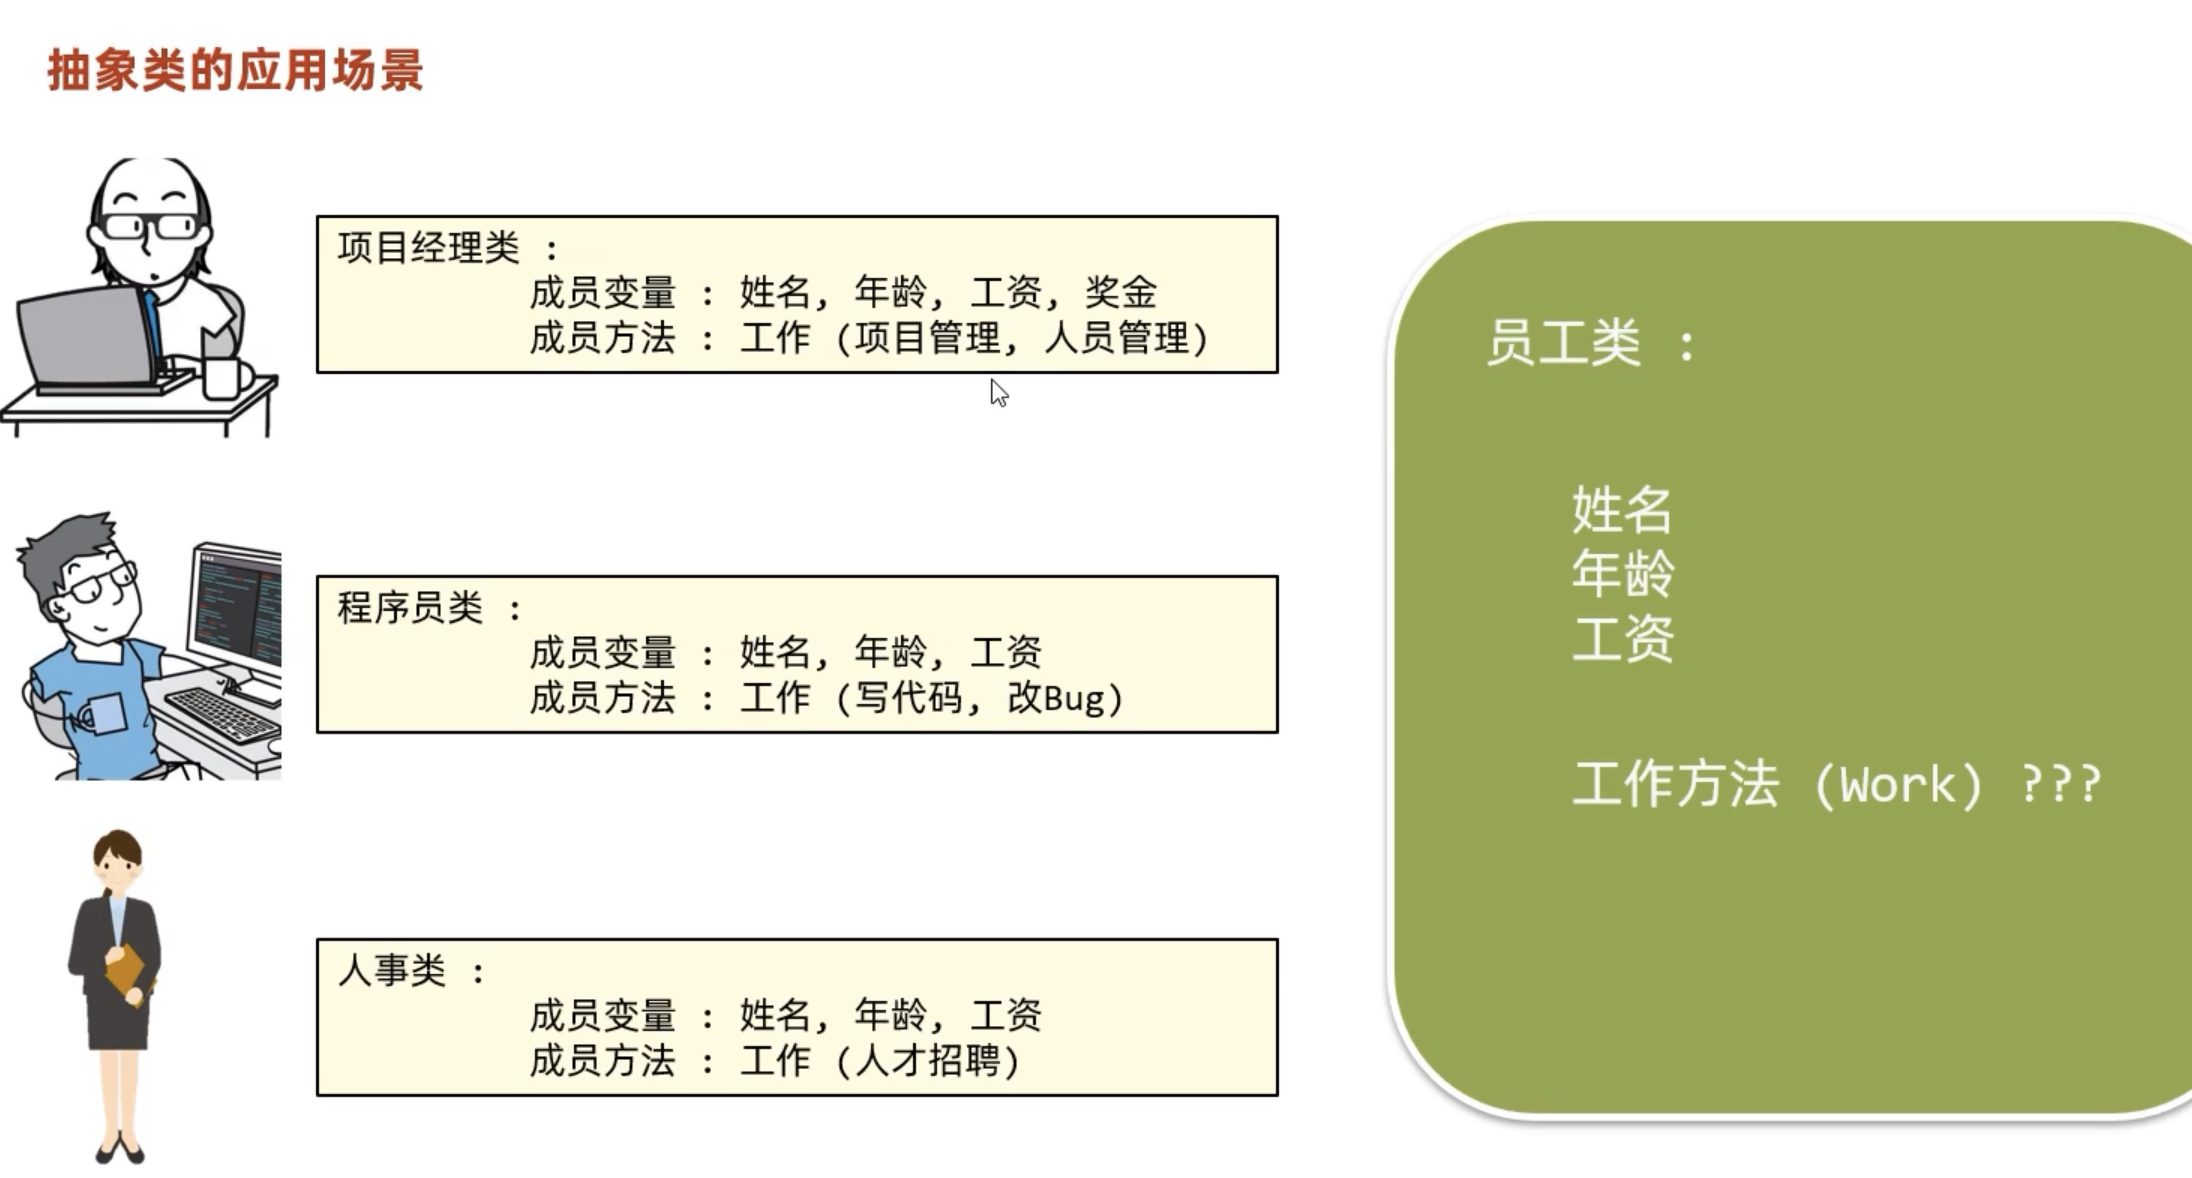 抽象类的应用场景
项目经理类 :
成员变量 : 姓名, 年龄, 工资, 奖金
成员方法 : 工作 (项目管理, 人员管理)
程序员类 :
成员变量 : 姓名, 年龄, 工资
成员方法 : 工作 (写代码, 改Bug)
人事类 :
成员变量 : 姓名, 年龄, 工资
成员方法 : 工作 (人才招聘)
员工类 :
姓名
年龄
工资
工作方法 (Work) ???